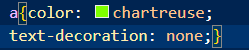 a{color: chartreuse;
text-decoration: none;}